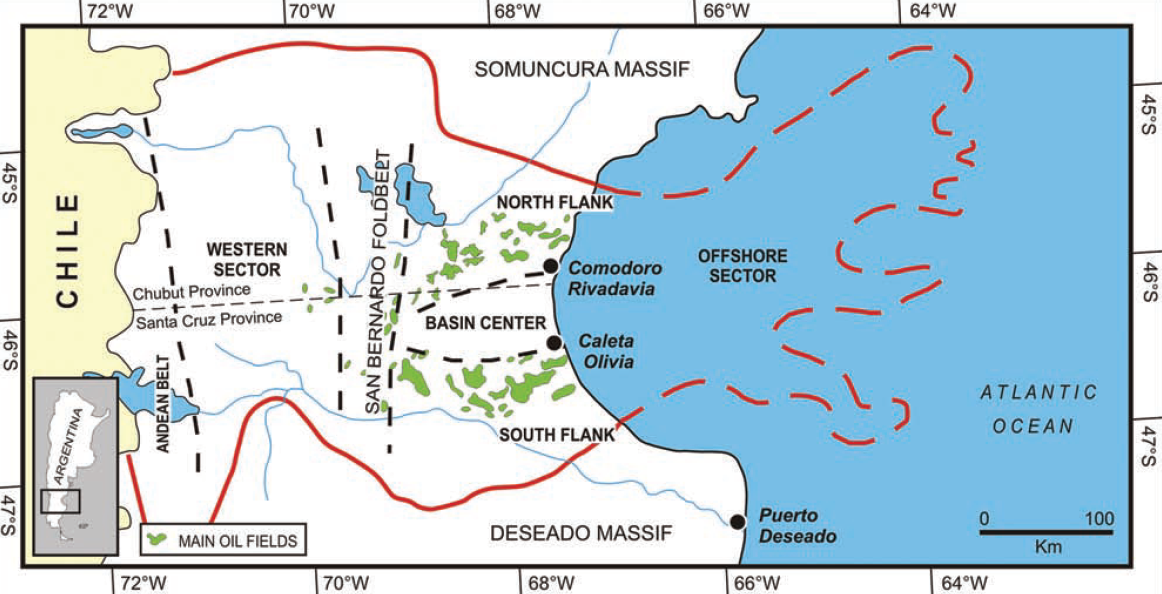 72°W
70°W
68°W
66°W
64°W
SOMUNCURA MASSIF
45°S
45°S
CHILE
SAN BERNARDO FOLDBELT
NORTH FLANK
WESTERN
SECTOR
OFFSHORE
SECTOR
Comodoro
Rivadavia
46°S
Chubut Province
Santa Cruz Province
BASIN CENTER
46°S
Caleta
Olivia
ANDEAN BELT
ATLANTIC
OCEAN
ARGENTINA
SOUTH FLANK
47°S
47°S
DESEADO MASSIF
Puerto
Deseado
0 100
Km
MAIN OIL FIELDS
72°W
70°W
68°W
66°W
64°W